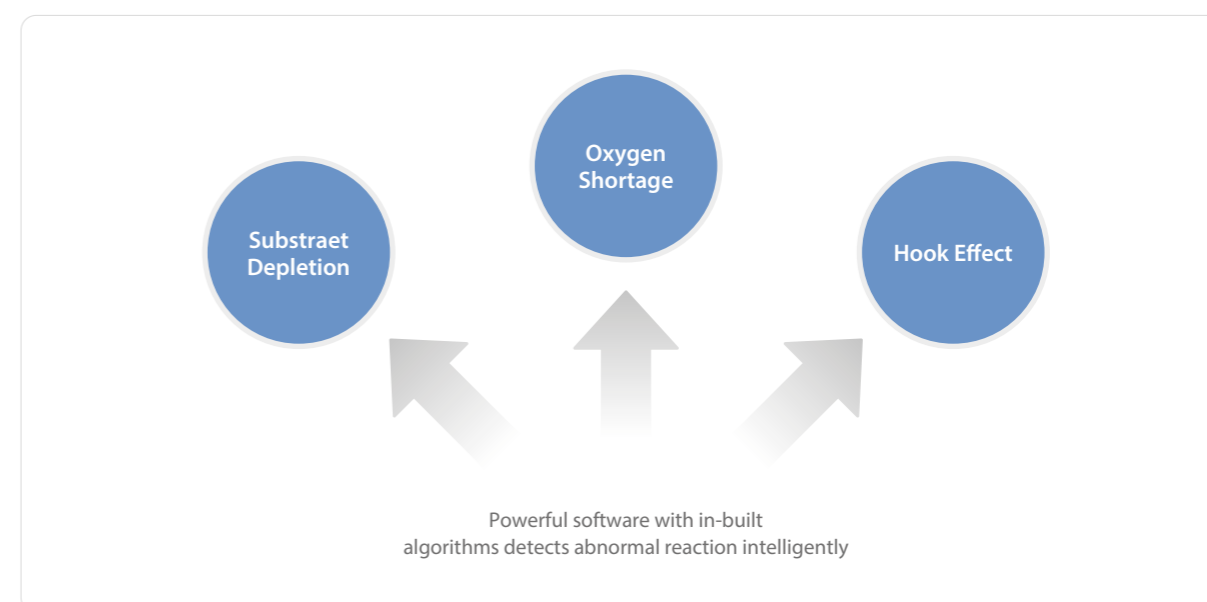 Oxygen
Shortage
Substraet
Depletion
Hook Effect
Powerful software with in-built
algorithms detects abnormal reaction intelligently